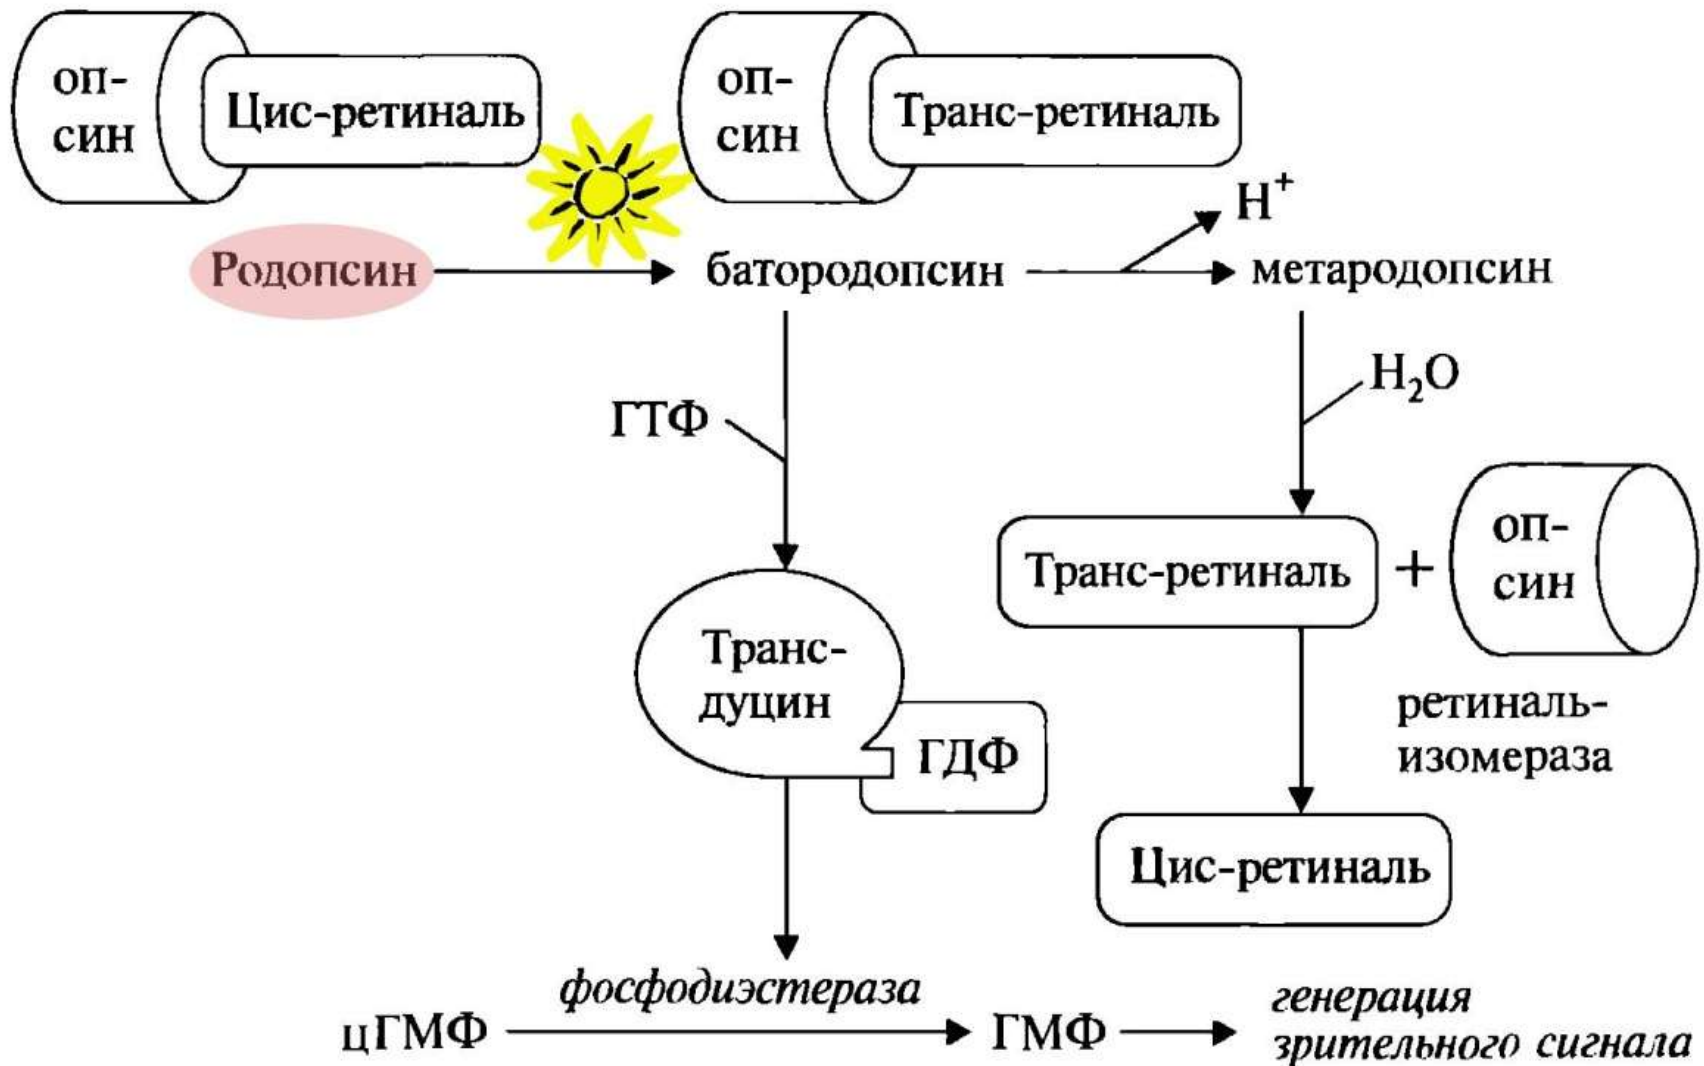 оп-
син
Цис-ретиналь
оп-
син
Транс-ретиналь
H⁺
Родопсин
батородопсин
метародопсин
ГТФ
H₂O
Транс-ретиналь
+
оп-
син
Транс-
дуцин
ГДФ
ретиналь-
изомераза
Цис-ретиналь
фосфодиэстераза
цГМФ
ГМФ
генерация
зрительного сигнала